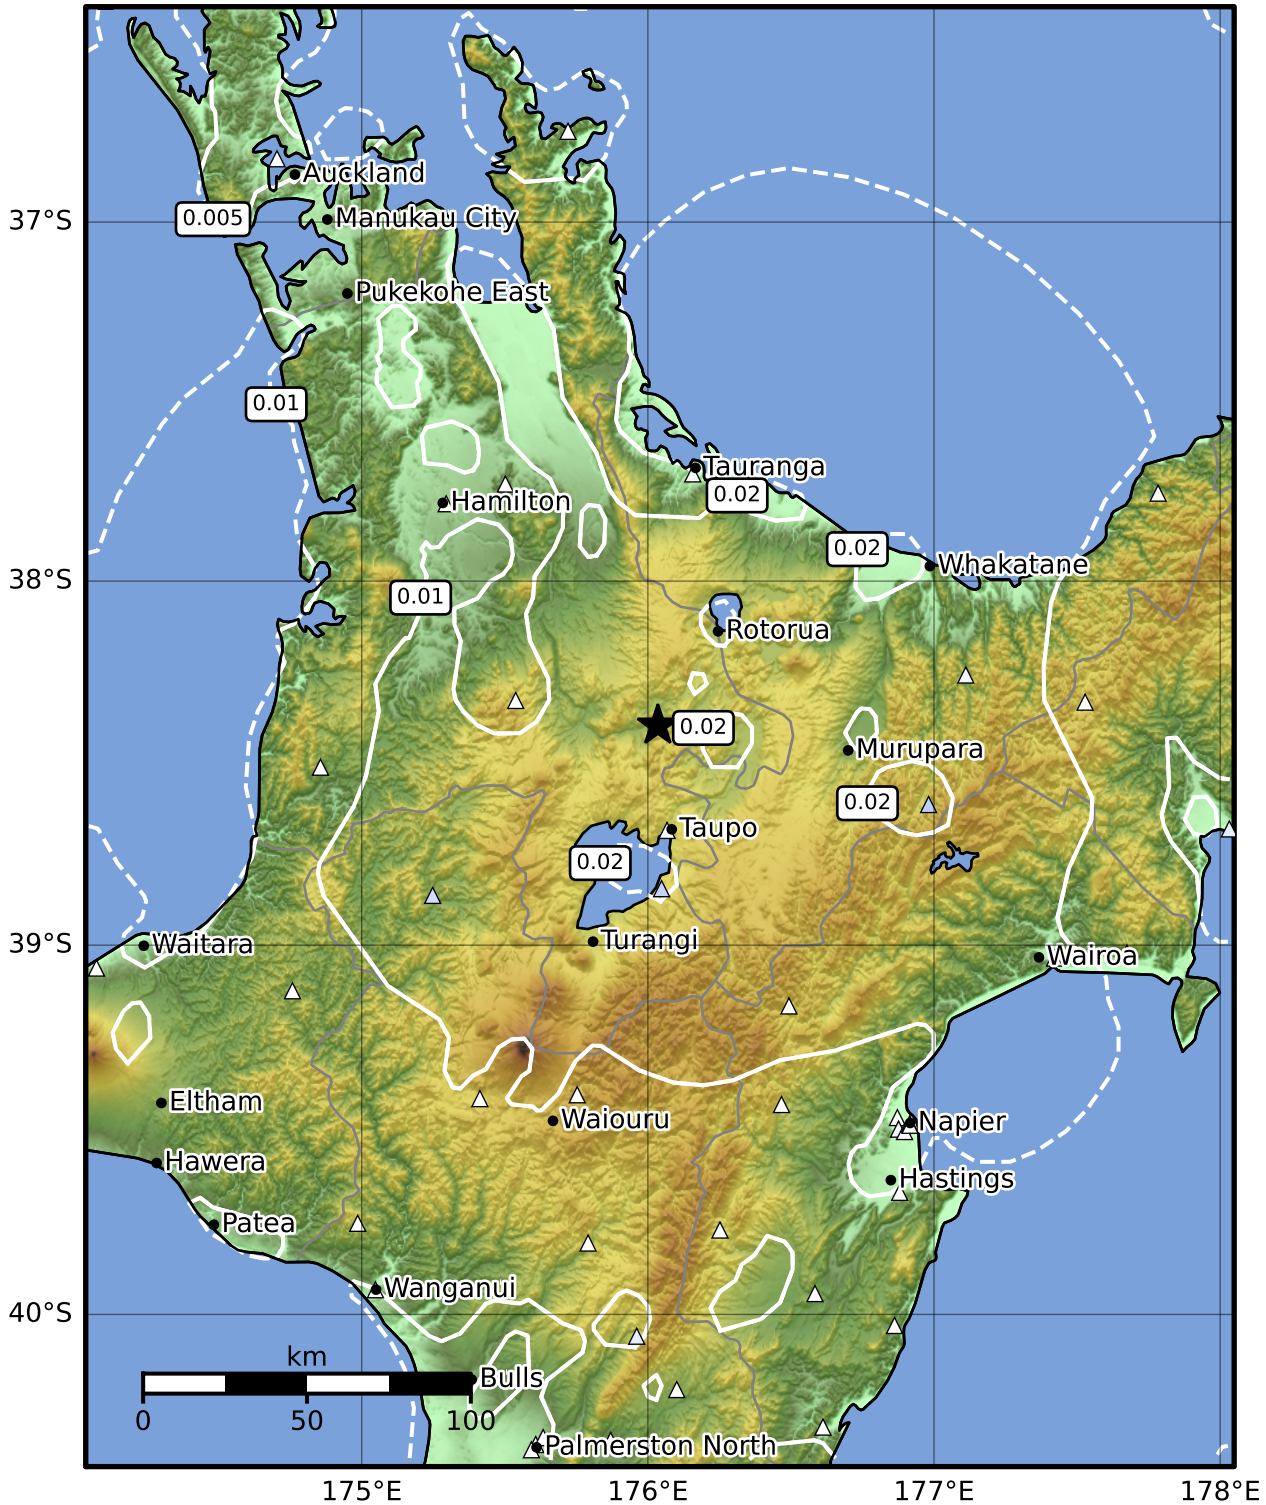 Auckland
0.005
Manukau City
37°S
Pukekohe East
0.01
Tauranga
0.02
Hamilton
0.02
Whakatane
38°S
0.01
Rotorua
0.02
Murupara
0.02
Taupo
0.02
Turangi
39°S
Waitara
Wairoa
Eltham
Waiouru
Napier
Hawera
Hastings
Patea
Wanganui
40°S
km
Bulls
0
50
100
Palmerston North
175°E
176°E
177°E
178°E